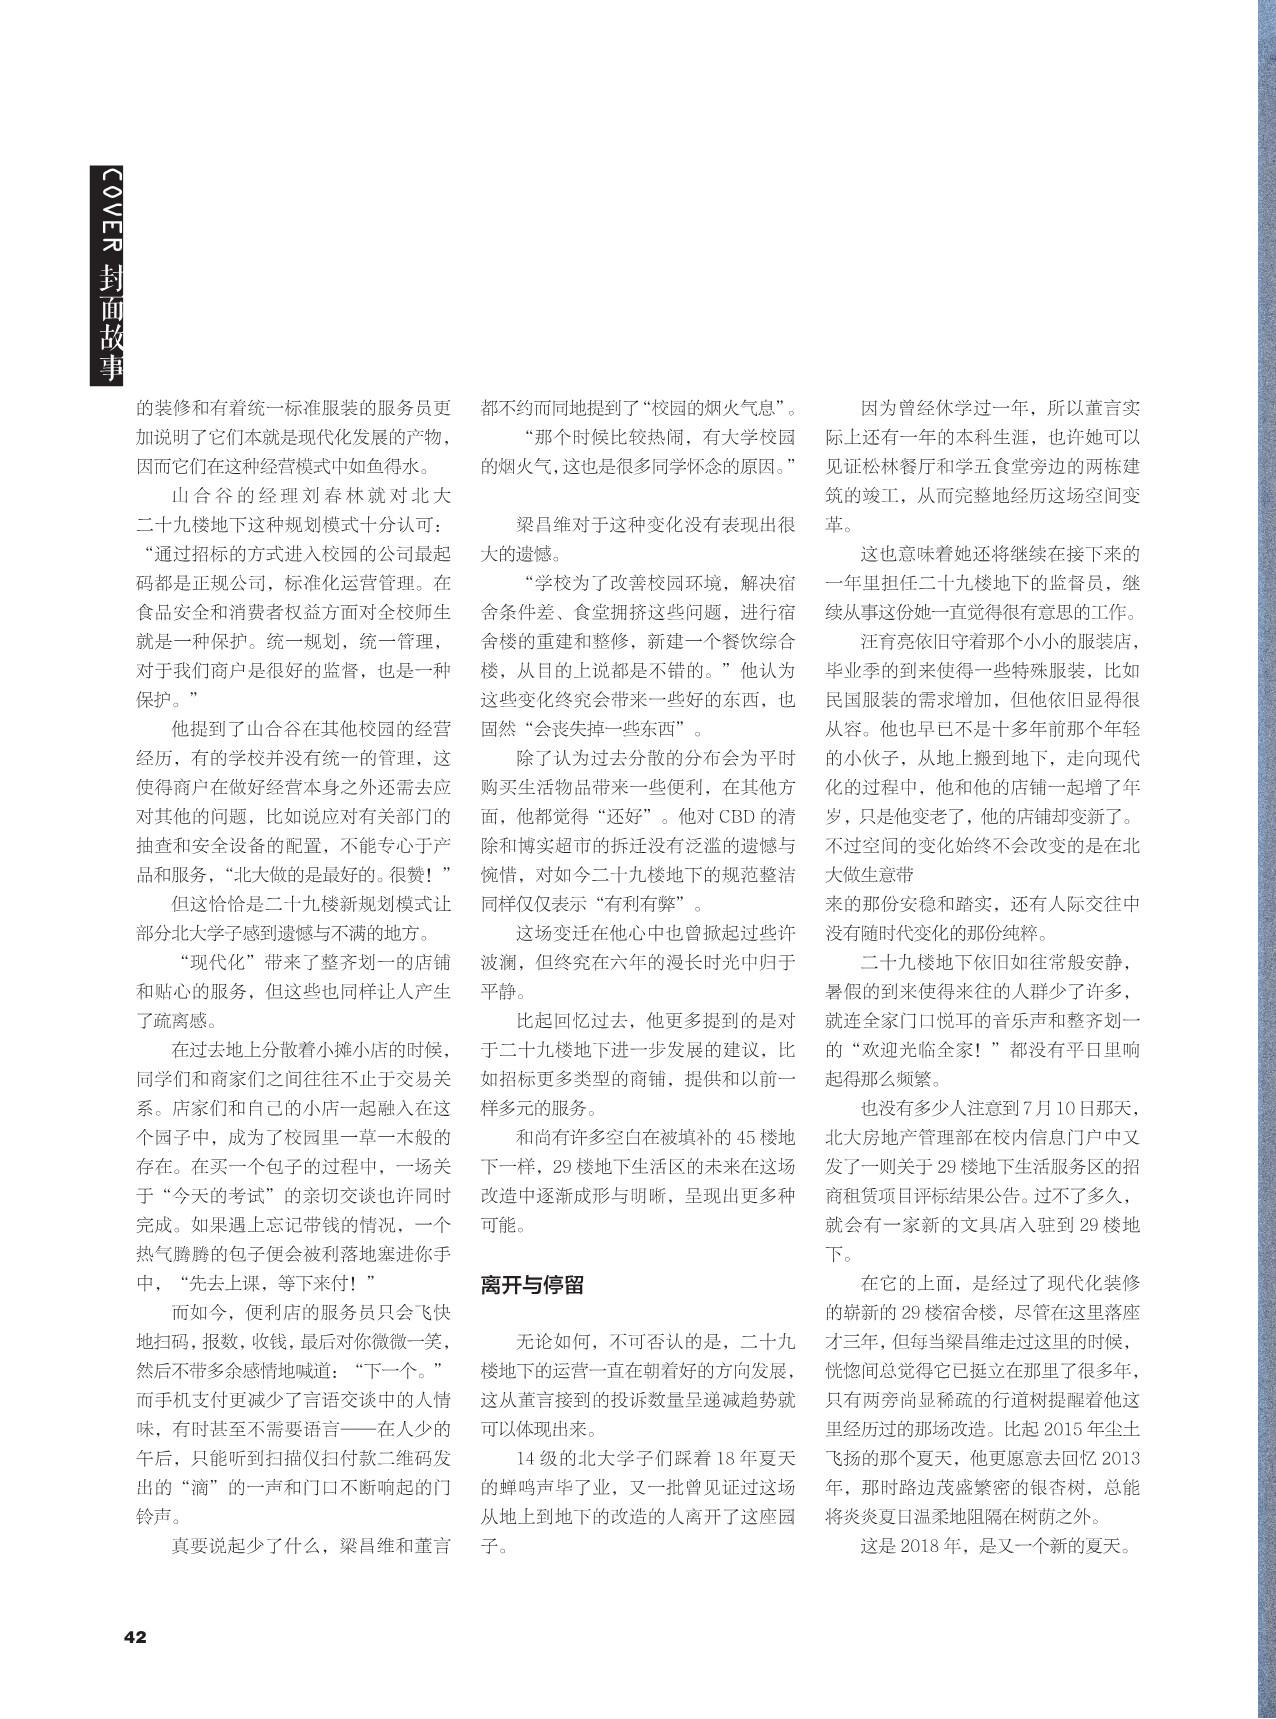 COVER 封面故事
的装修和有着统一标准服装的服务员更
加说明了它们本就是现代化发展的产物，
因而它们在这种经营模式中如鱼得水。
山合谷的经理刘春林就对北大
二十九楼地下这种规划模式十分认可：
“通过招标的方式进入校园的公司最起
码都是正规公司，标准化运营管理。在
食品安全和消费者权益方面对全校师生
就是一种保护。统一规划，统一管理，
对于我们商户是很好的监督，也是一种
保护。”
他提到了山合谷在其他校园的经营
经历，有的学校并没有统一的管理，这
使得商户在做好经营本身之外还需去应
对其他的问题，比如说应对有关部门的
抽查和安全设备的配置，不能专心于产
品和服务，“北大做的是最好的。很赞！”
但这恰恰是二十九楼新规划模式让
部分北大学子感到遗憾与不满的地方。
“现代化”带来了整齐划一的店铺
和贴心的服务，但这些也同样让人产生
了疏离感。
在过去地上分散着小摊小店的时候，
同学们和商家们之间往往不止于交易关
系。店家们和自己的小店一起融入在这
个园子中，成为了校园里一草一木般的
存在。在买一个包子的过程中，一场关
于“今天的考试”的亲切交谈也许同时
完成。如果遇上忘记带钱的情况，一个
热气腾腾的包子便会被利落地塞进你手
中，“先去上课，等下来付！”
而如今，便利店的服务员只会飞快
地扫码，报数，收钱，最后对你微微一笑，
然后不带多余感情地喊道：“下一个。”
而手机支付更减少了言语交谈中的人情
味，有时甚至不需要语言——在人少的
午后，只能听到扫描仪扫付款二维码发
出的“滴”的一声和门口不断响起的门
铃声。
真要说起少了什么，梁昌维和董言
都不约而同地提到了“校园的烟火气息”。
“那个时候比较热闹，有大学校园
的烟火气，这也是很多同学怀念的原因。”
梁昌维对于这种变化没有表现出很
大的遗憾。
“学校为了改善校园环境，解决宿
舍条件差、食堂拥挤这些问题，进行宿
舍楼的重建和整修，新建一个餐饮综合
楼，从目的上说都是不错的。”他认为
这些变化终究会带来一些好的东西，也
固然“会丧失掉一些东西”。
除了认为过去分散的分布会为平时
购买生活物品带来一些便利，在其他方
面，他都觉得“还好”。他对 CBD 的清
除和博实超市的拆迁没有泛滥的遗憾与
惋惜，对如今二十九楼地下的规范整洁
同样仅仅表示“有利有弊”。
这场变迁在他心中也曾掀起过些许
波澜，但终究在六年的漫长时光中归于
平静。
比起回忆过去，他更多提到的是对
于二十九楼地下进一步发展的建议，比
如招标更多类型的商铺，提供和以前一
样多元的服务。
和尚有许多空白在被填补的 45 楼地
下一样，29 楼地下生活区的未来在这场
改造中逐渐成形与明晰，呈现出更多种
可能。
离开与停留
无论如何，不可否认的是，二十九
楼地下的运营一直在朝着好的方向发展，
这从董言接到的投诉数量呈递减趋势就
可以体现出来。
14 级的北大学子们踩着 18 年夏天
的蝉鸣声毕了业，又一批曾见证过这场
从地上到地下的改造的人离开了这座园
子。
因为曾经休学过一年，所以董言实
际上还有一年的本科生涯，也许她可以
见证松林餐厅和学五食堂旁边的两栋建
筑的竣工，从而完整地经历这场空间变
革。
这也意味着她还将继续在接下来的
一年里担任二十九楼地下的监督员，继
续从事这份她一直觉得很有意思的工作。
汪育亮依旧守着那个小小的服装店，
毕业季的到来使得一些特殊服装，比如
民国服装的需求增加，但他依旧显得很
从容。他也早已不是十多年前那个年轻
的小伙子，从地上搬到地下，走向现代
化的过程中，他和他的店铺一起增了年
岁，只是他变老了，他的店铺却变新了。
不过空间的变化始终不会改变的是在北
大做生意带
来的那份安稳和踏实，还有人际交往中
没有随时代变化的那份纯粹。
二十九楼地下依旧如往常般安静，
暑假的到来使得来往的人群少了许多，
就连全家门口悦耳的音乐声和整齐划一
的“欢迎光临全家！”都没有平日里响
起得那么频繁。
也没有多少人注意到 7 月 10 日那天，
北大房地产管理部在校内信息门户中又
发了一则关于 29 楼地下生活服务区的招
商租赁项目评标结果公告。过不了多久，
就会有一家新的文具店入驻到 29 楼地
下。
在它的上面，是经过了现代化装修
的崭新的 29 楼宿舍楼，尽管在这里落座
才三年，但每当梁昌维走过这里的时候，
恍惚间总觉得它已挺立在那里了很多年，
只有两旁尚显稀疏的行道树提醒着他这
里经历过的那场改造。比起 2015 年尘土
飞扬的那个夏天，他更愿意去回忆 2013
年，那时路边茂盛繁密的银杏树，总能
将炎炎夏日温柔地阻隔在树荫之外。
这是 2018 年，是又一个新的夏天。
42